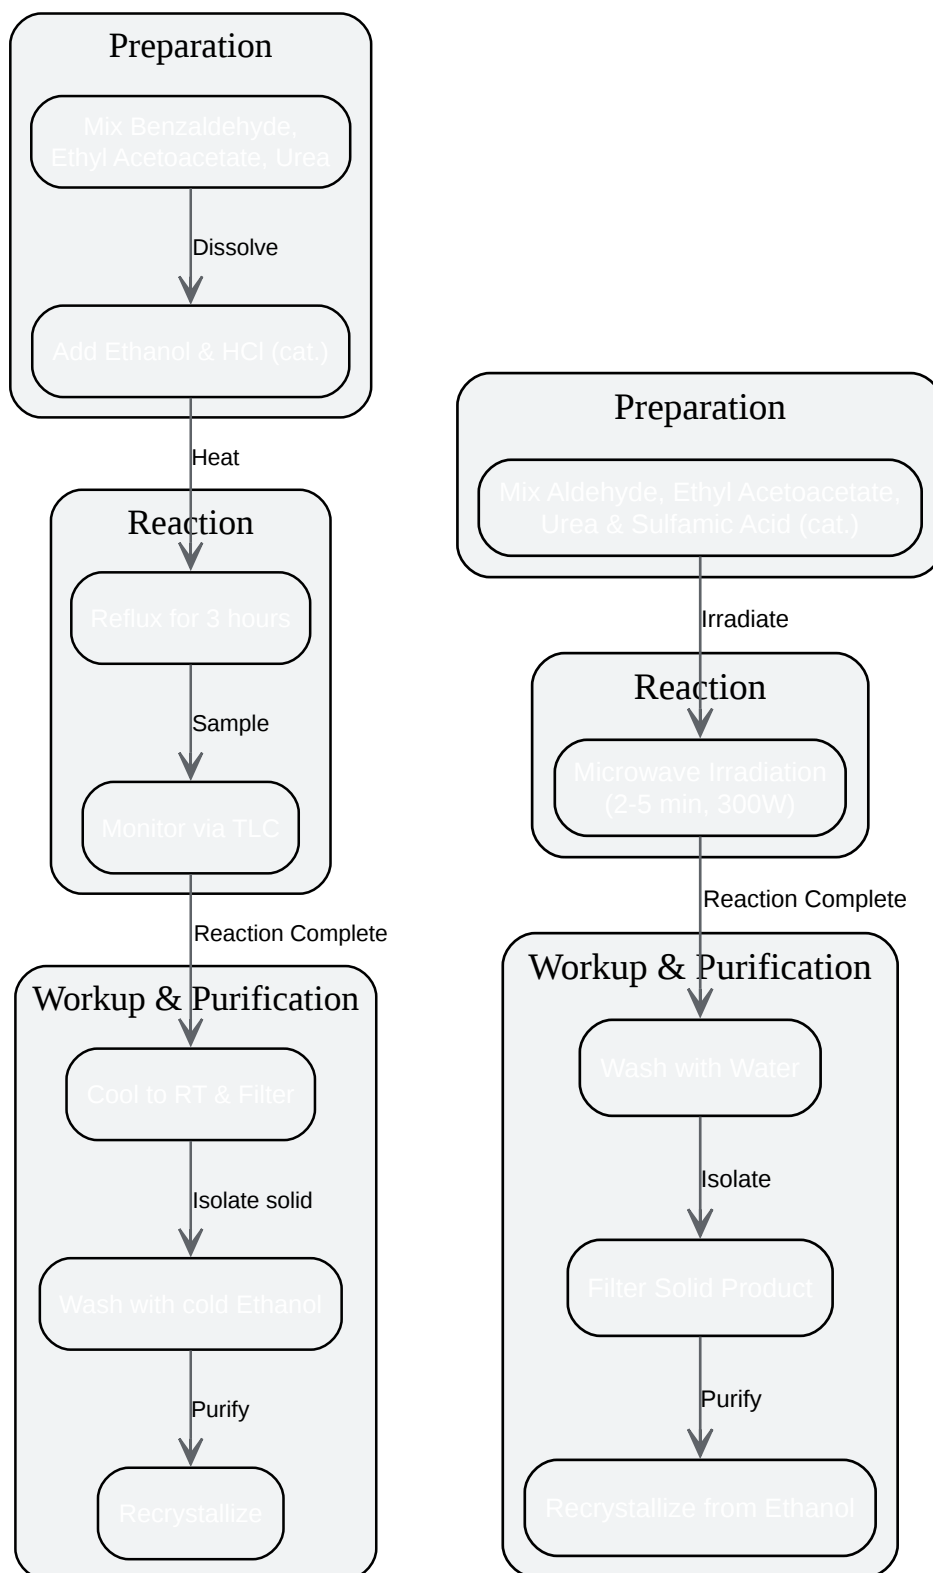 Preparation
Mix Benzaldehyde,
Ethyl Acetoacetate, Urea
Dissolve
Add Ethanol & HCl (cat.)
Heat
Reaction
Reflux for 3 hours
Sample
Monitor via TLC
Reaction Complete
Workup & Purification
Cool to RT & Filter
Isolate solid
Wash with cold Ethanol
Purify
Recrystallize
Preparation
Mix Aldehyde, Ethyl Acetoacetate,
Urea & Sulfamic Acid (cat.)
Irradiate
Reaction
Microwave Irradiation
(2-5 min, 300W)
Reaction Complete
Workup & Purification
Wash with Water
Isolate
Filter Solid Product
Purify
Recrystallize from Ethanol